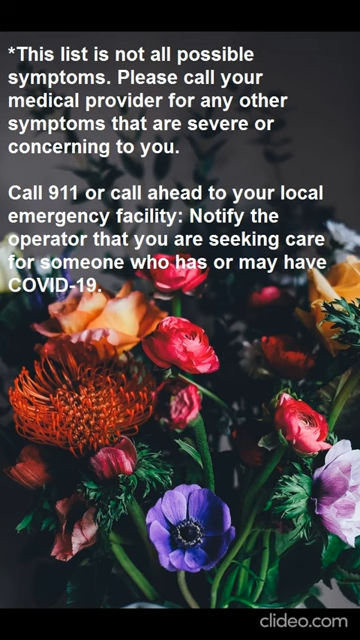 *This list is not all possible
symptoms. Please call your
medical provider for any other
symptoms that are severe or
concerning to you.
Call 911 or call ahead to your local
emergency facility: Notify the
operator that you are seeking care
for someone who has or may have
COVID-19.
clideo.com